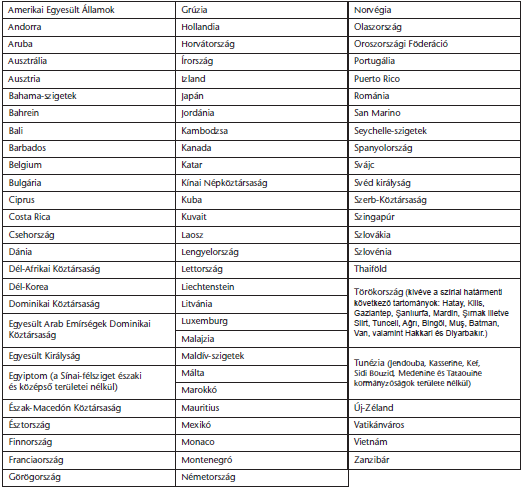 Amerikai Egyesült Államok
Andorra
Aruba
Ausztrália
Ausztria
Bahama-szigetek
Bahrein
Bali
Barbados
Belgium
Bulgária
Ciprus
Costa Rica
Csehország
Dánia
Dél-Afrikai Köztársaság
Dél-Korea
Dominikai Köztársaság
Egyesült Arab Emírségek Dominikai
Köztársaság
Egyesült Királyság
Egyiptom (a Sínai-félsziget északi
és középső területei nélkül)
Észak-Macedón Köztársaság
Észtország
Finnország
Franciaország
Görögország
Grúzia
Hollandia
Horvátország
Írország
Izland
Japán
Jordánia
Kambodzsa
Kanada
Katar
Kínai Népköztársaság
Kuba
Kuvait
Laosz
Lengyelország
Lettország
Liechtenstein
Litvánia
Luxemburg
Malajzia
Maldív-szigetek
Málta
Marokkó
Mauritius
Mexikó
Monaco
Montenegró
Németország
Norvégia
Olaszország
Oroszországi Föderáció
Portugália
Puerto Rico
Románia
San Marino
Seychelle-szigetek
Spanyolország
Svájc
Svéd királyság
Szerb-Köztársaság
Szingapúr
Szlovákia
Szlovénia
Thaiföld
Törökország (kivéve a szíriai határmenti
következő tartományok: Hatay, Kilis,
Gaziantep, Şanlıurfa, Mardin, Şırnak illetve
Siirt, Tunceli, Ağrı, Bingöl, Muş, Batman,
Van, valamint Hakkari és Diyarbakır.)
Tunézia (Jendouba, Kasserine, Kef,
Sidi Bouzid, Medenine és Tataouine
kormányzóságok területe nélkül)
Új-Zéland
Vatikánváros
Vietnám
Zanzibár